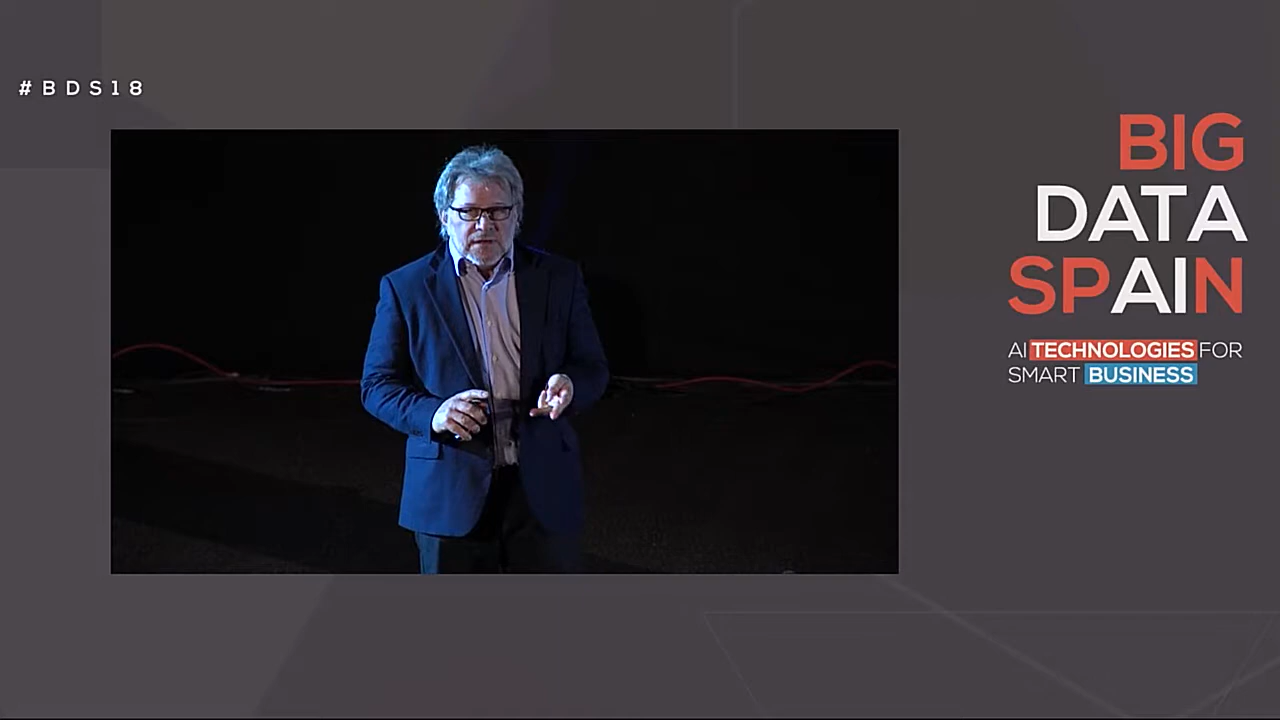 #BDS18
BIG
DATA
SPAIN
AI TECHNOLOGIES FOR
SMART BUSINESS